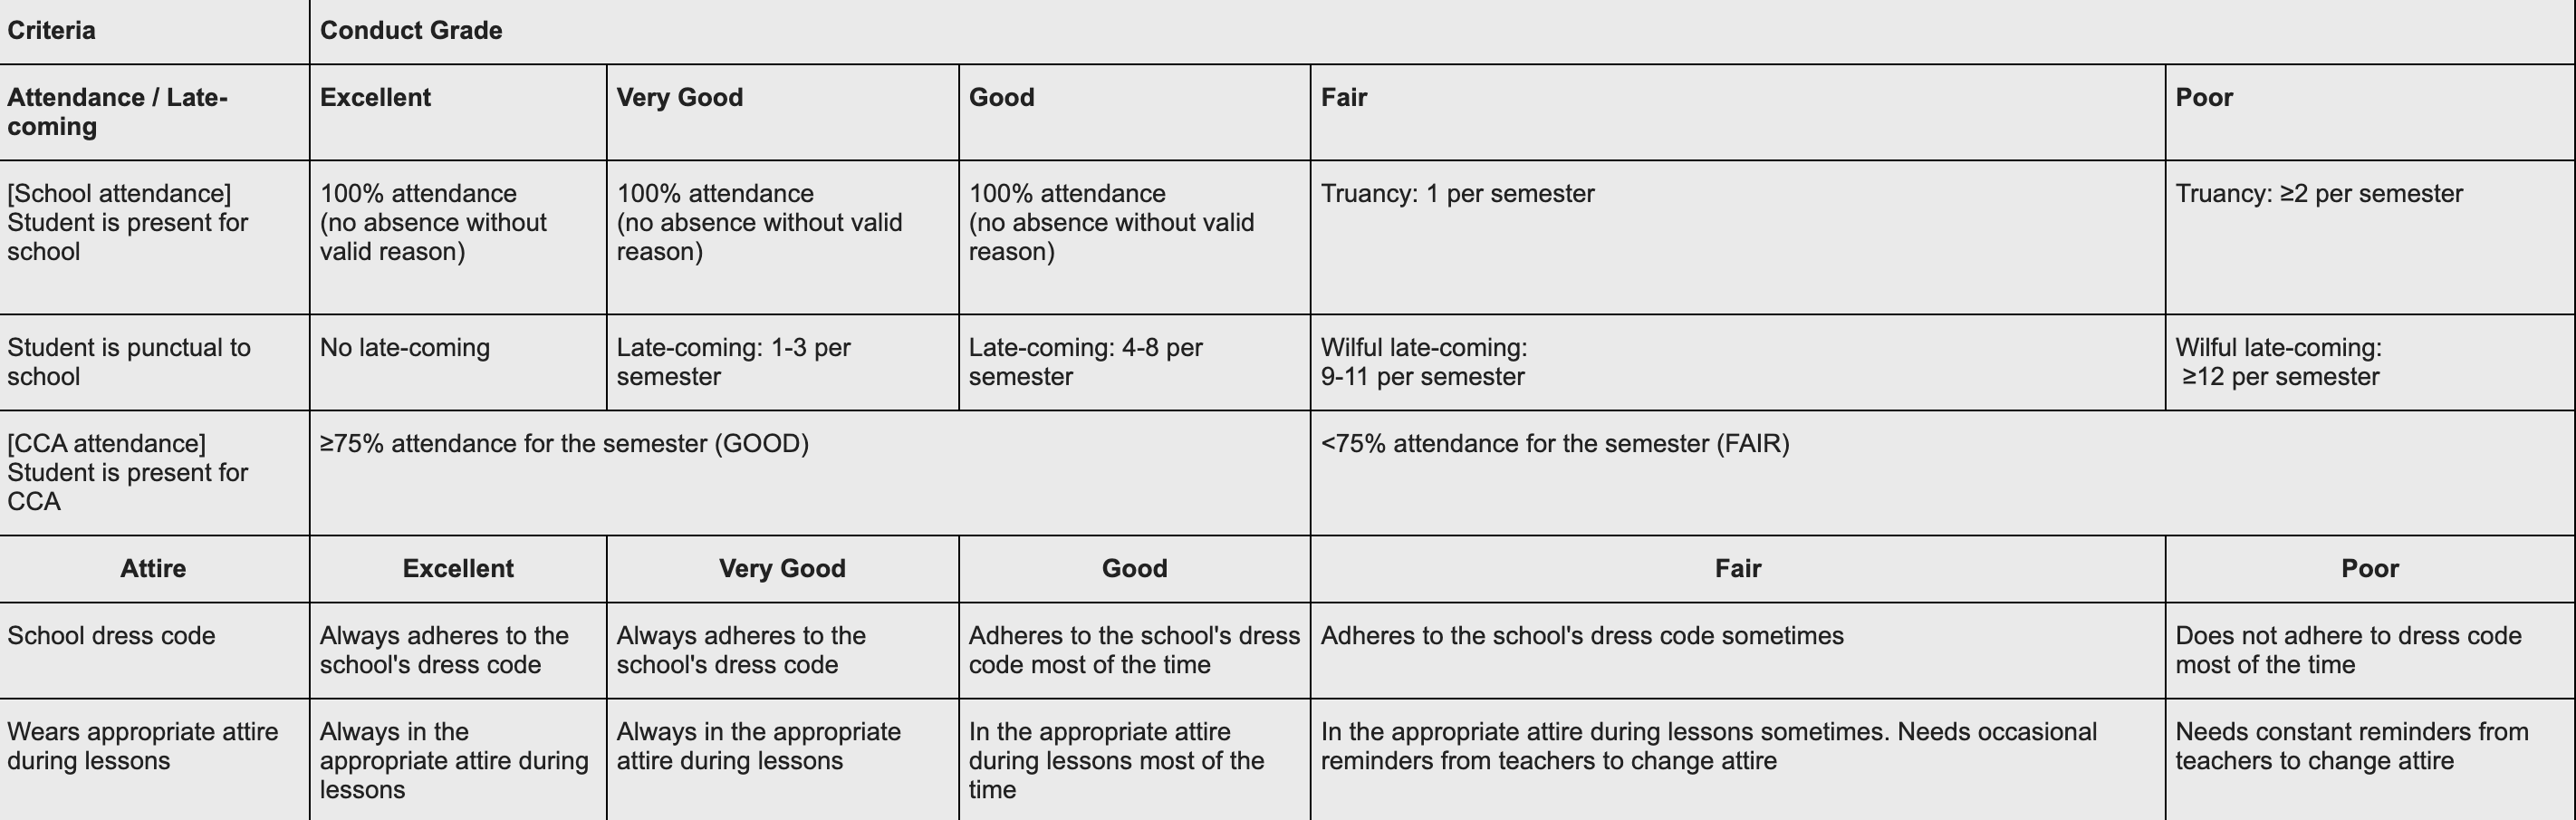 Criteria
Conduct Grade
Attendance / Late-
coming
Excellent
Very Good
Good
Fair
Poor
[School attendance]
Student is present for
school
100% attendance
(no absence without
valid reason)
100% attendance
(no absence without valid
reason)
100% attendance
(no absence without valid
reason)
Truancy: 1 per semester
Truancy: ≥2 per semester
Student is punctual to
school
No late-coming
Late-coming: 1-3 per
semester
Late-coming: 4-8 per
semester
Wilful late-coming:
9-11 per semester
Wilful late-coming:
≥12 per semester
[CCA attendance]
Student is present for
CCA
≥75% attendance for the semester (GOOD)
<75% attendance for the semester (FAIR)
Attire
Excellent
Very Good
Good
Fair
Poor
School dress code
Always adheres to the
school's dress code
Always adheres to the
school's dress code
Adheres to the school's dress
code most of the time
Adheres to the school's dress code sometimes
Does not adhere to dress code
most of the time
Wears appropriate attire
during lessons
Always in the
appropriate attire during
lessons
Always in the appropriate
attire during lessons
In the appropriate attire
during lessons most of the
time
In the appropriate attire during lessons sometimes. Needs occasional
reminders from teachers to change attire
Needs constant reminders from
teachers to change attire